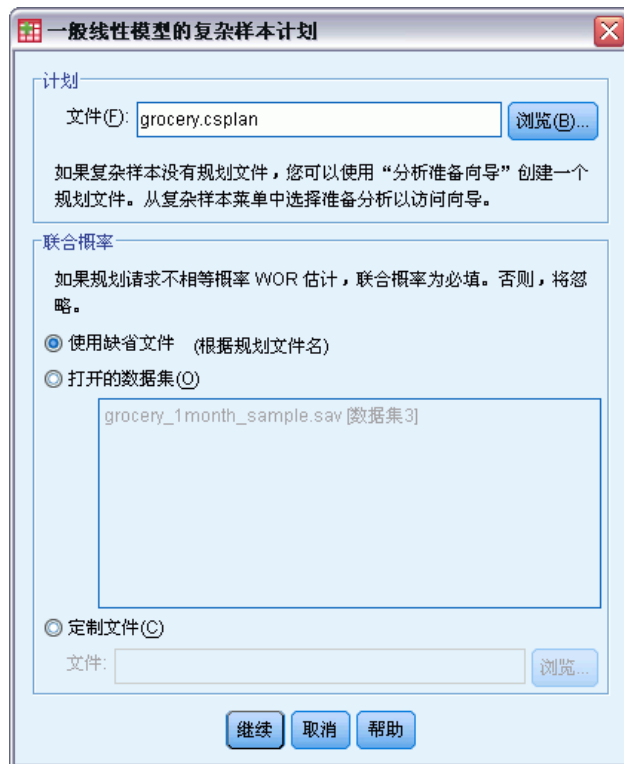 一般线性模型的复杂样本计划
计划
文件(F): grocery.csplan 浏览(B)...
如果复杂样本没有规划文件，您可以使用“分析准备向导”创建一个
规划文件。从复杂样本菜单中选择准备分析以访问向导。
联合概率
如果规划请求不相等概率 WOR 估计，联合概率为必填。否则，将忽
略。
使用缺省文件 (根据规划文件名)
打开的数据集(O)
grocery_1month_sample.sav [数据集3]
定制文件(C)
文件: 浏览...
继续 取消 帮助